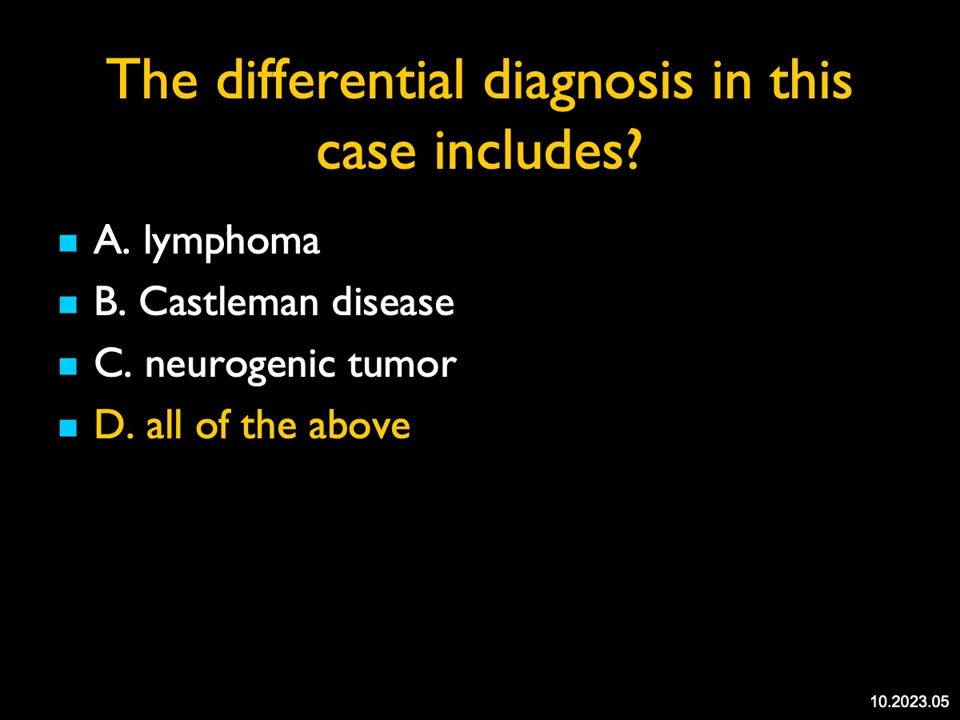 The differential diagnosis in this
case includes?
A. lymphoma
B. Castleman disease
C. neurogenic tumor
D. all of the above
10.2023.05